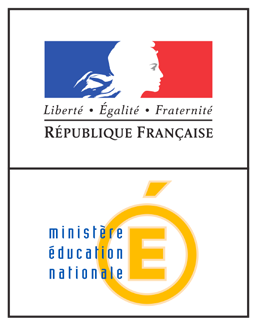 Liberté • Égalité • Fraternité
RÉPUBLIQUE FRANÇAISE
ministère
éducation
nationale
É